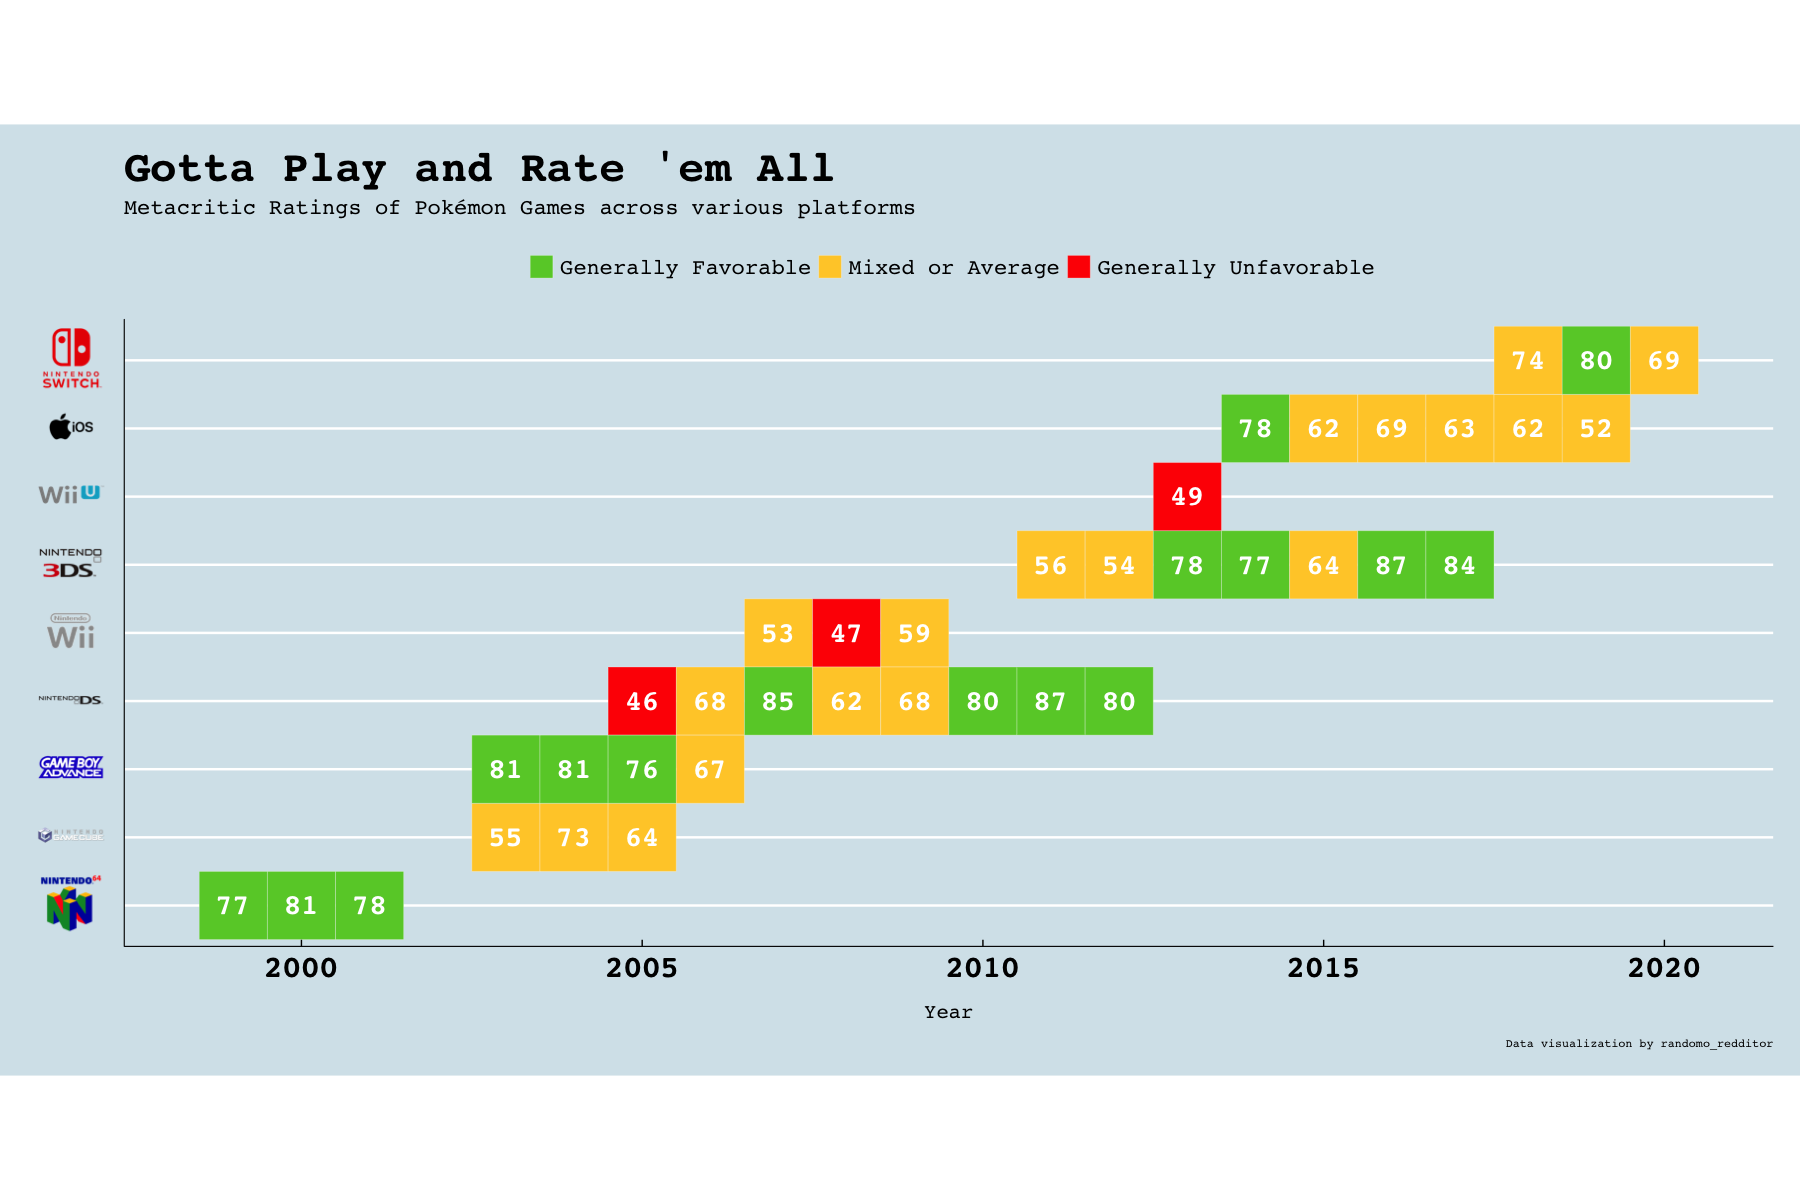 Gotta Play and Rate 'em All
Metacritic Ratings of Pokémon Games across various platforms
Generally Favorable Mixed or Average Generally Unfavorable
NINTENDO
SWITCH
74 80 69
iOS
78 62 69 63 62 52
Wii U
49
NINTENDO
3DS
56 54 78 77 64 87 84
Nintendo
Wii
53 47 59
NINTENDO DS
46 68 85 62 68 80 87 80
GAME BOY
ADVANCE
81 81 76 67
NINTENDO
GAMECUBE
55 73 64
NINTENDO 64
77 81 78
2000 2005 2010 2015 2020
Year
Data visualization by randomo_redditor